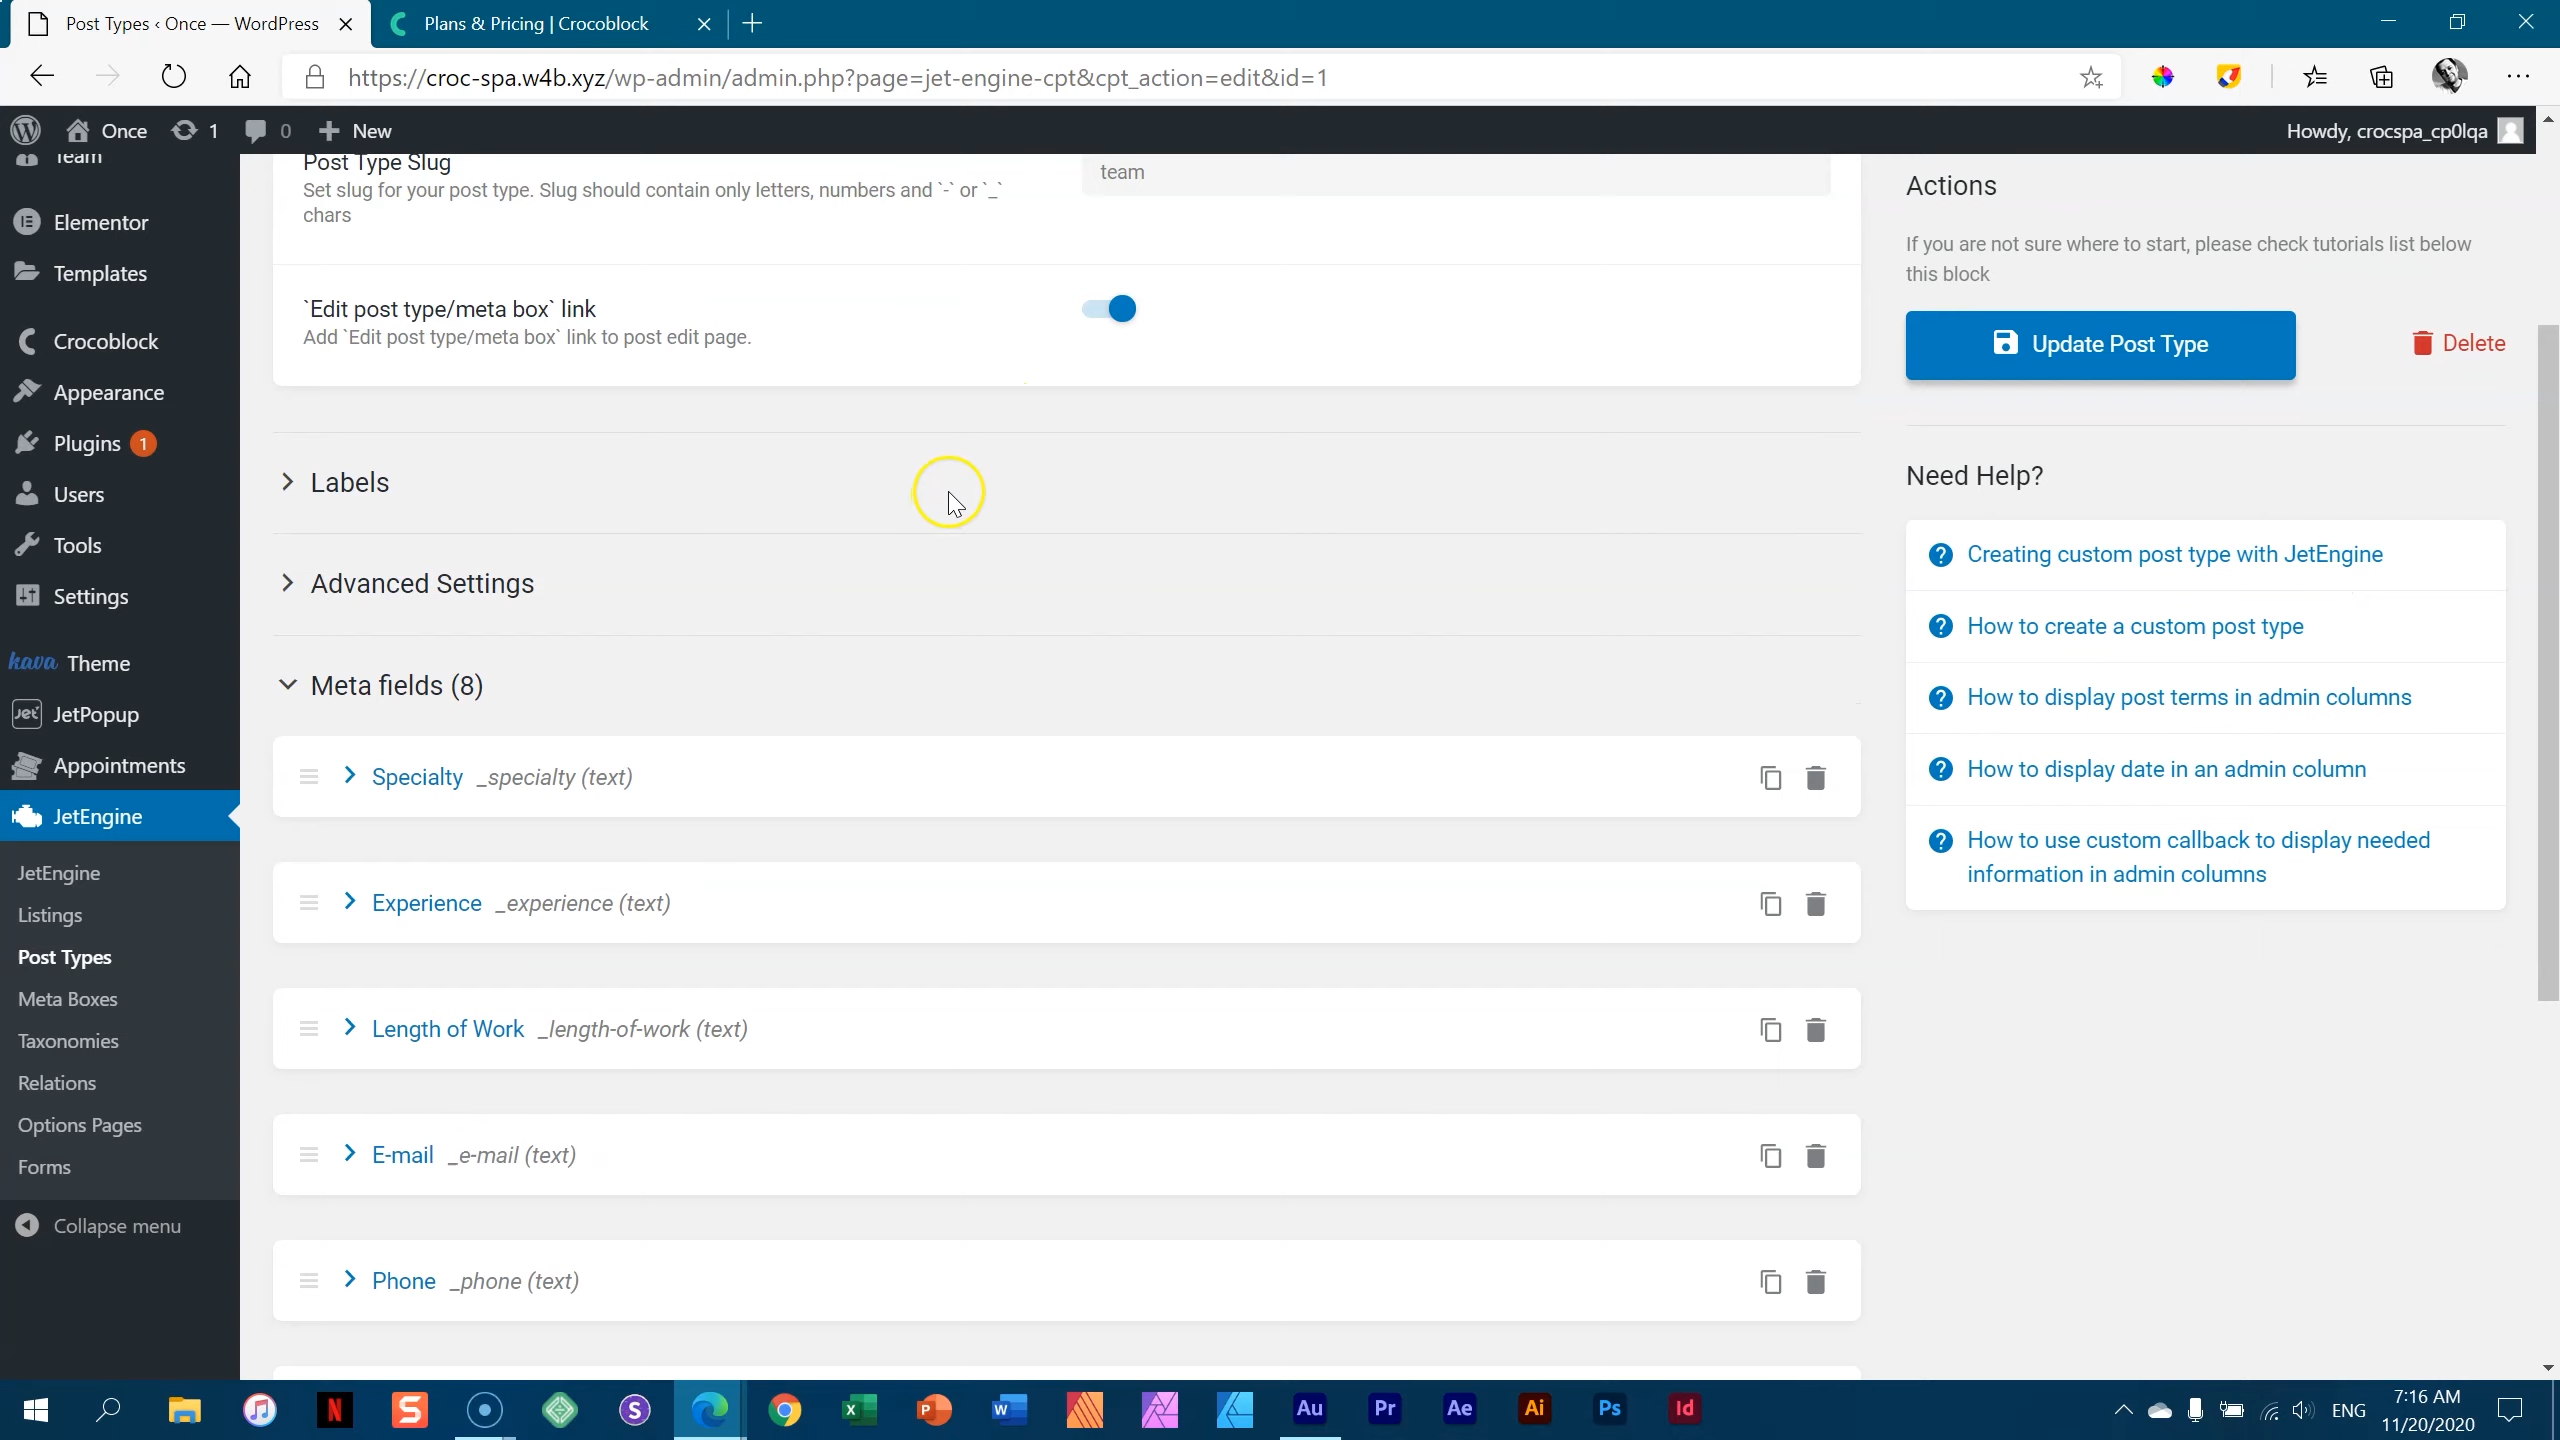 Post Types ‹ Once — WordPress
Plans & Pricing | Crocoblock
https://croc-spa.w4b.xyz/wp-admin/admin.php?page=jet-engine-cpt&cpt_action=edit&id=1
Once
1
0
New
Howdy, crocspa_cp0lqa
Team
Elementor
Templates
Crocoblock
Appearance
Plugins 1
Users
Tools
Settings
kava Theme
Jet JetPopup
Appointments
JetEngine
JetEngine
Listings
Post Types
Meta Boxes
Taxonomies
Relations
Options Pages
Forms
Collapse menu
Post Type Slug
Set slug for your post type. Slug should contain only letters, numbers and `-` or `_`
chars
team
`Edit post type/meta box` link
Add `Edit post type/meta box` link to post edit page.
Labels
Advanced Settings
Meta fields (8)
Specialty _specialty (text)
Experience _experience (text)
Length of Work _length-of-work (text)
E-mail _e-mail (text)
Phone _phone (text)
Actions
If you are not sure where to start, please check tutorials list below
this block
Update Post Type
Delete
Need Help?
Creating custom post type with JetEngine
How to create a custom post type
How to display post terms in admin columns
How to display date in an admin column
How to use custom callback to display needed
information in admin columns
N
S
S
X
P
W
Au
Pr
Ae
Ai
Ps
Id
ENG
7:16 AM
11/20/2020